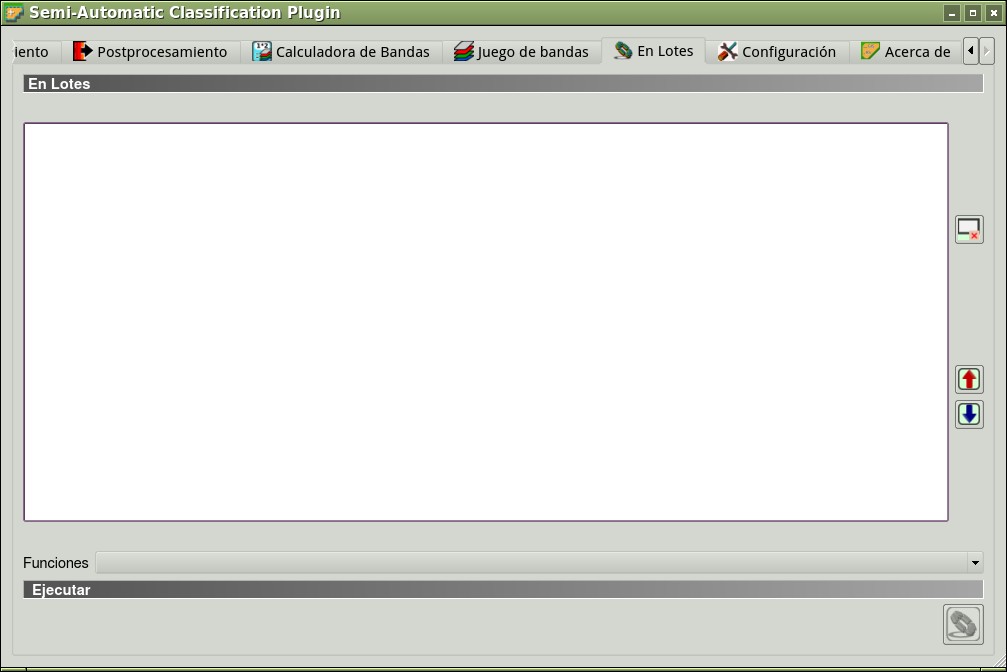 Semi-Automatic Classification Plugin
iento Postprocesamiento Calculadora de Bandas Juego de bandas En Lotes Configuración Acerca de
En Lotes
Funciones
Ejecutar